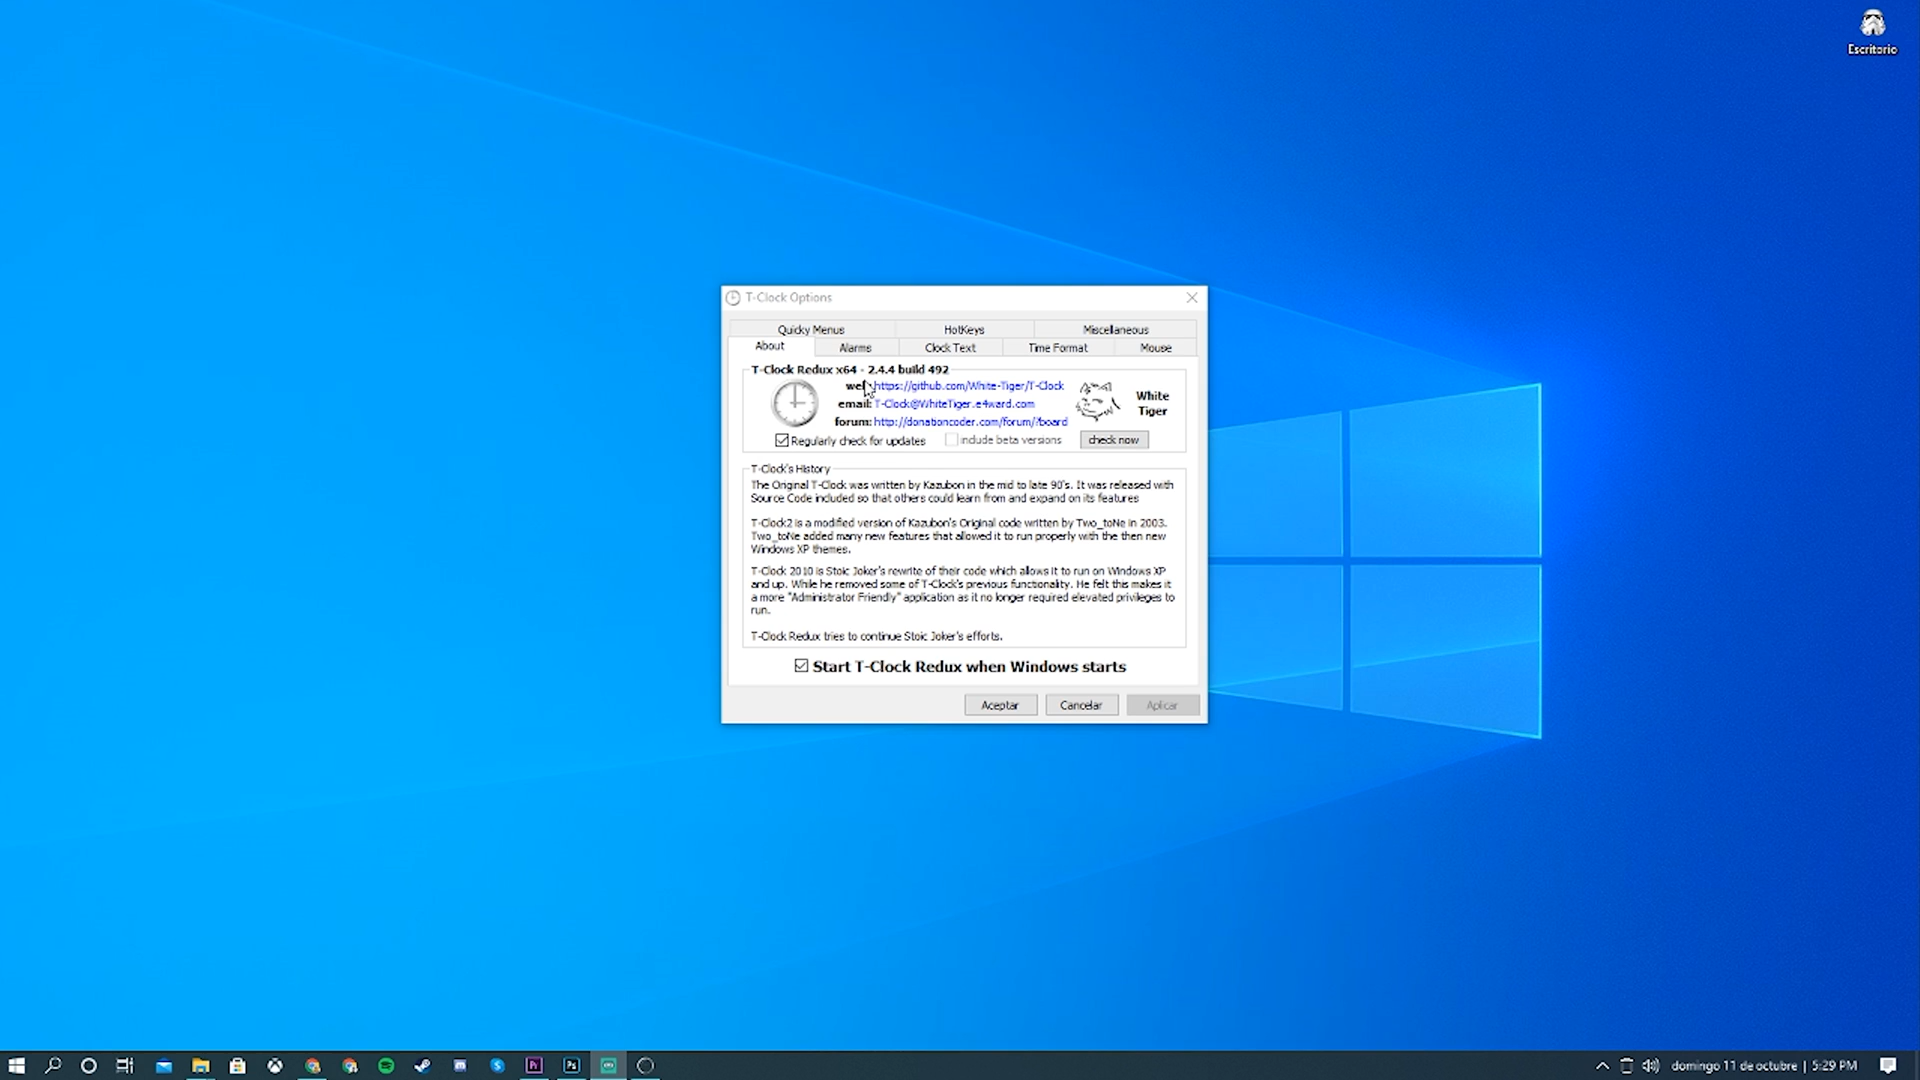 Escritorio
T-Clock Options
Quicky Menus HotKeys Miscellaneous
About Alarms Clock Text Time Format Mouse
T-Clock Redux x64 - 2.4.4 build 492
web: https://github.com/White-Tiger/T-Clock
email: T-Clock@WhiteTiger.e4ward.com
forum: http://donationcoder.com/forum/?board
White
Tiger
Regularly check for updates include beta versions check now
T-Clock's History
The Original T-Clock was written by Kazubon in the mid to late 90's. It was released with
Source Code included so that others could learn from and expand on its features
T-Clock2 is a modified version of Kazubon's Original code written by Two_toNe in 2003.
Two_toNe added many new features that allowed it to run properly with the then new
Windows XP themes.
T-Clock 2010 is Stoic Joker's rewrite of their code which allows it to run on Windows XP
and up. While he removed some of T-Clock's previous functionality. He felt this makes it
a more "Administrator Friendly" application as it no longer required elevated privileges to
run.
T-Clock Redux tries to continue Stoic Joker's efforts.
Start T-Clock Redux when Windows starts
Aceptar Cancelar Aplicar
Pr Ps
domingo 11 de octubre | 5:29 PM